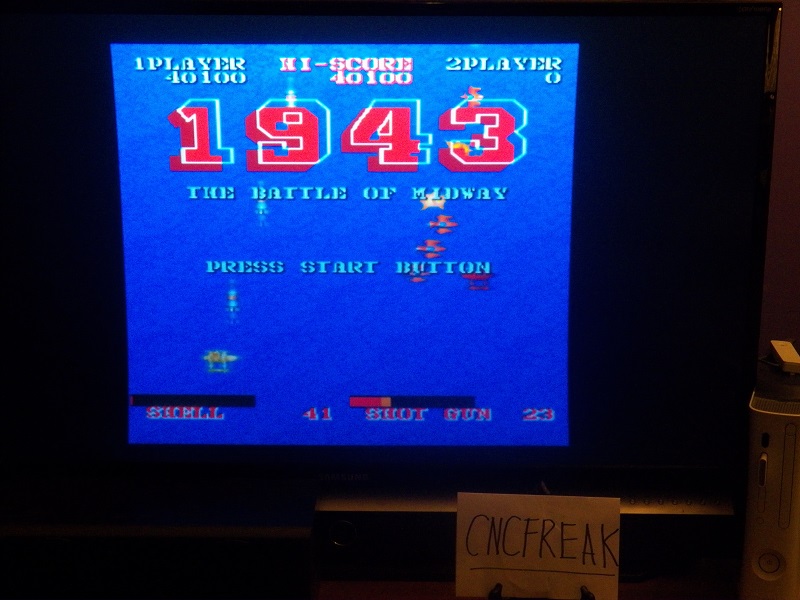 1PLAYER HI-SCORE 2PLAYER
40100 40100 0
1943
THE BATTLE OF MIDWAY
PRESS START BUTTON
SHELL 41 SHOT GUN 23
CNCFREAK